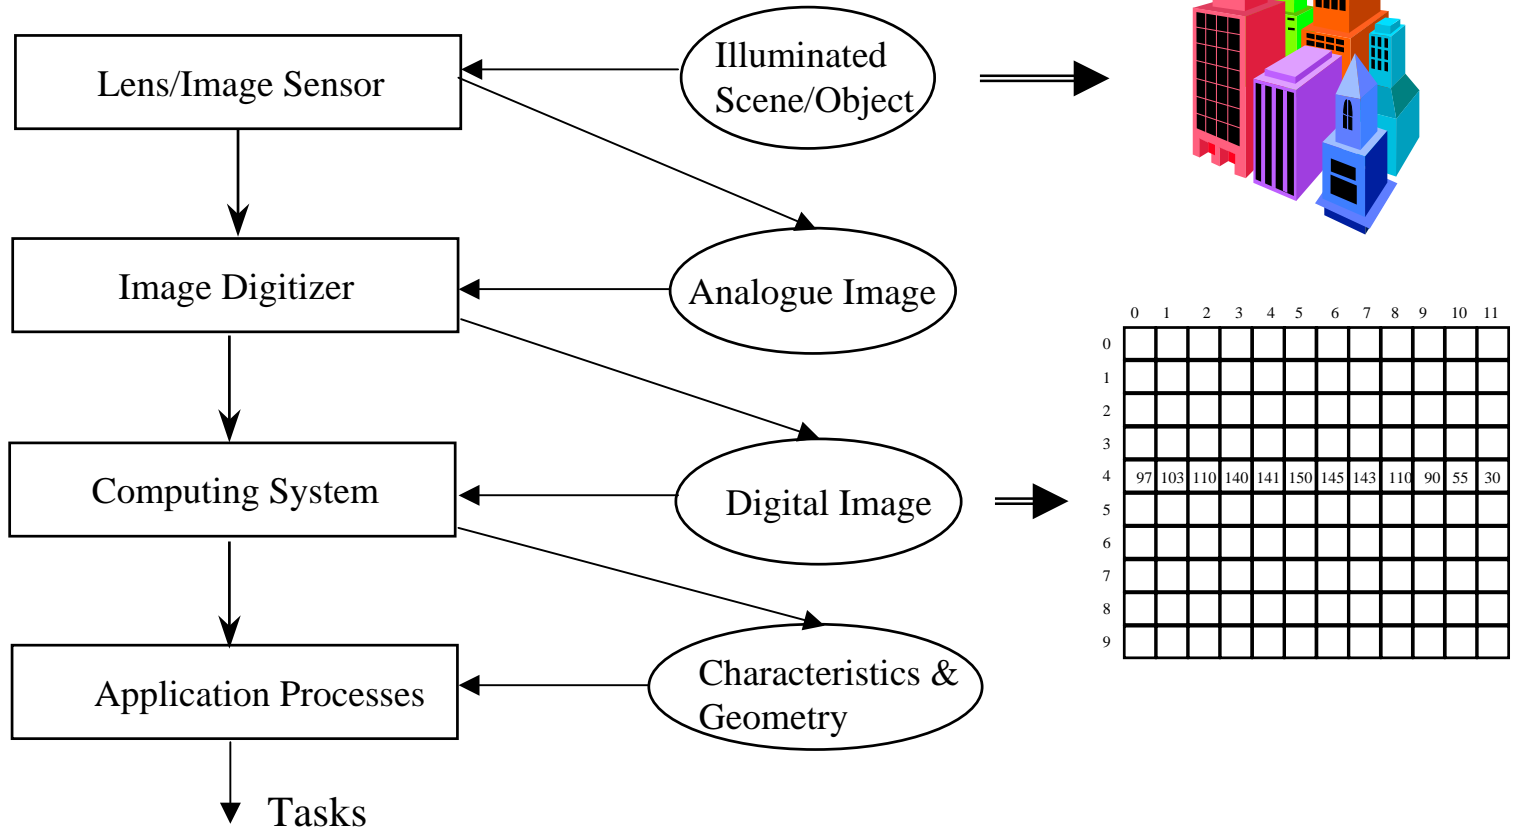 Lens/Image Sensor
Illuminated
Scene/Object
Image Digitizer
Analogue Image
0 1 2 3 4 5 6 7 8 9 10 11
0
1
2
3
4 97 103 110 140 141 150 145 143 110 90 55 30
5
6
7
8
9
Computing System
Digital Image
Application Processes
Characteristics &
Geometry
Tasks